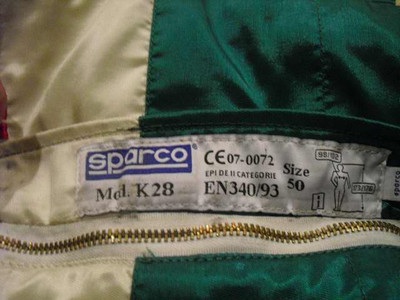 sparco
Mod. K28
CE 07-0072
EPI DE II CATEGORIE
EN340/93
Size
50